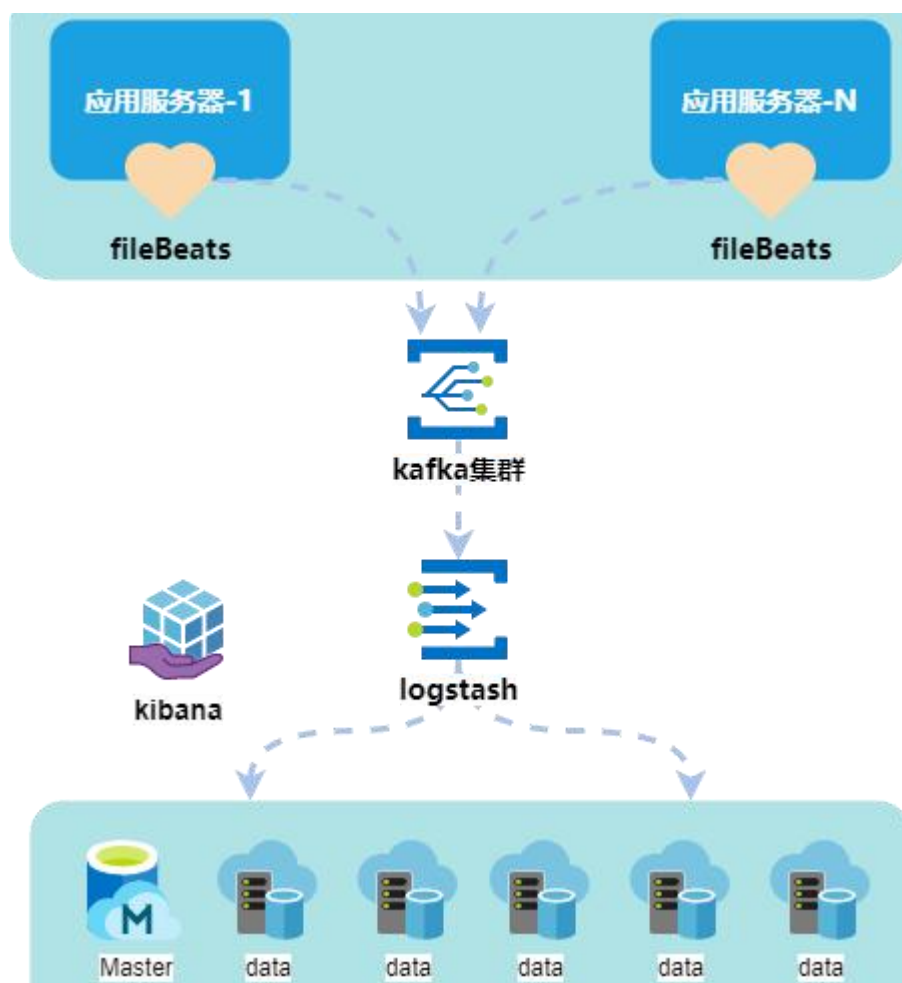 应用服务器-1
应用服务器-N
fileBeats
fileBeats
kafka集群
logstash
kibana
M
Master
data
data
data
data
data